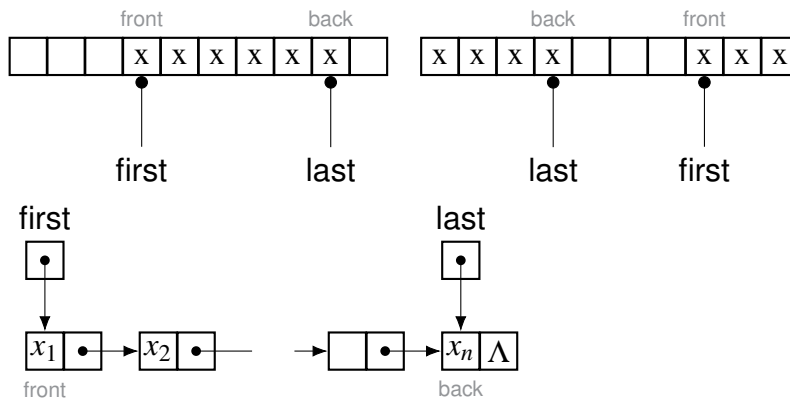 front back back front
x x x x x x x x x x x x x
first last last first
first last
x₁ x₂ xₙ Λ
front back